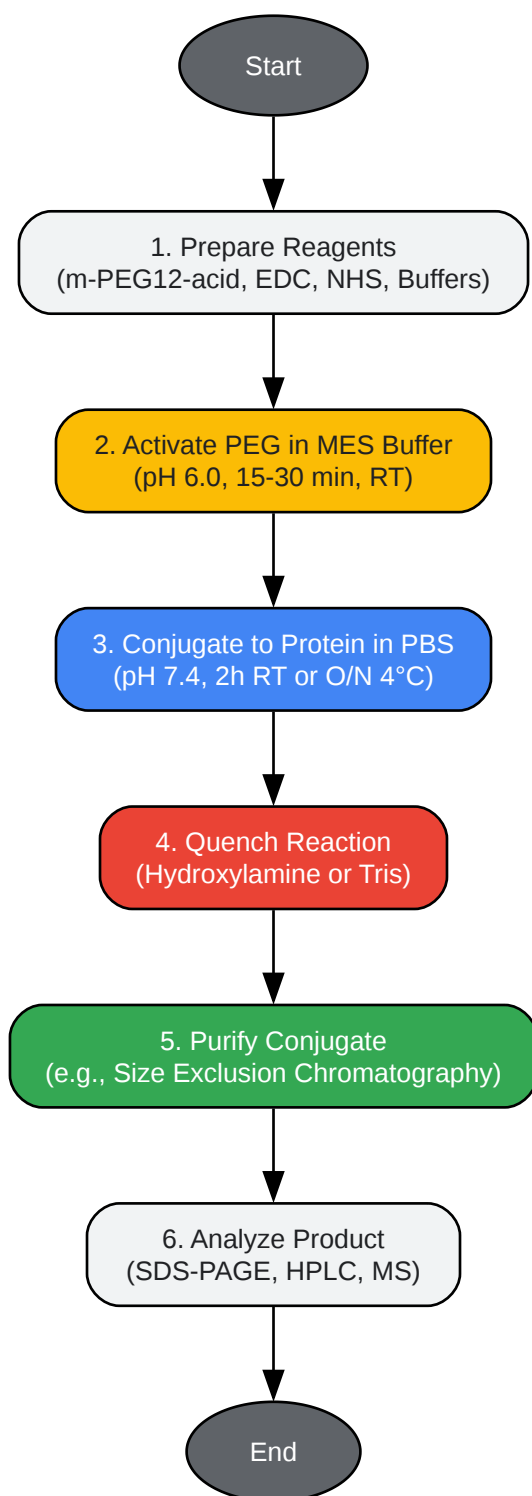 Start
1. Prepare Reagents
(m-PEG12-acid, EDC, NHS, Buffers)
2. Activate PEG in MES Buffer
(pH 6.0, 15-30 min, RT)
3. Conjugate to Protein in PBS
(pH 7.4, 2h RT or O/N 4°C)
4. Quench Reaction
(Hydroxylamine or Tris)
5. Purify Conjugate
(e.g., Size Exclusion Chromatography)
6. Analyze Product
(SDS-PAGE, HPLC, MS)
End